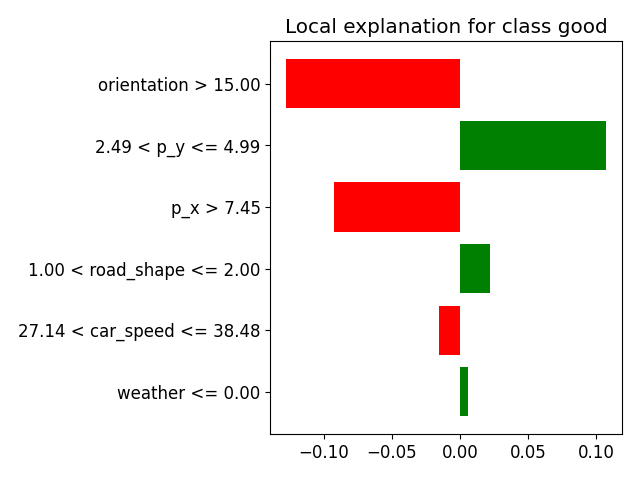 Local explanation for class good
orientation > 15.00
2.49 < p_y <= 4.99
p_x > 7.45
1.00 < road_shape <= 2.00
27.14 < car_speed <= 38.48
weather <= 0.00
−0.10 −0.05 0.00 0.05 0.10